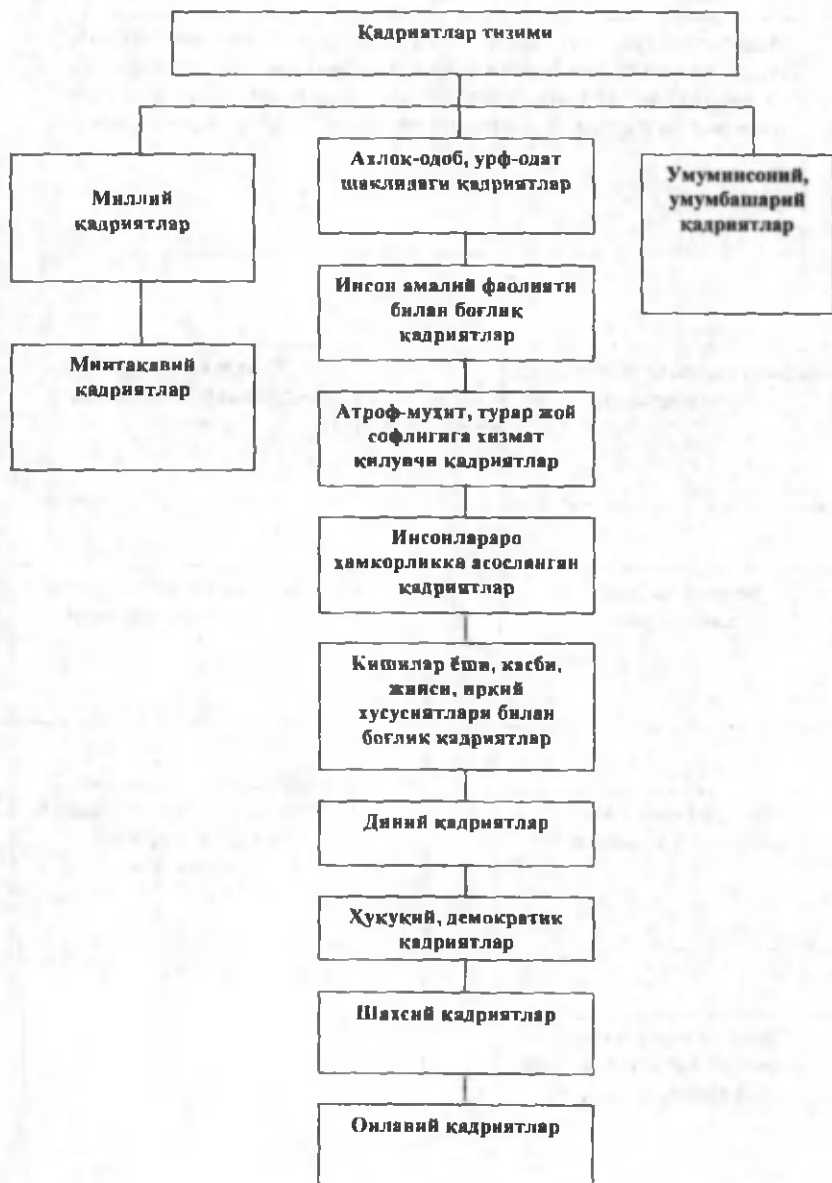 Қадриятлар тизими
Миллий
қадриятлар
Минтақавий
қадриятлар
Ахлоқ-одоб, урф-одат
шаклидаги қадриятлар
Инсон амалий фаолияти
билан боғлиқ
қадриятлар
Атроф-муҳит, турар жой
софлигига хизмат
қилувчи қадриятлар
Инсонлараро
ҳамкорликка асосланган
қадриятлар
Кишилар ёши, касби,
жинси, ирқий
хусусиятлари билан
боғлиқ қадриятлар
Диний қадриятлар
Ҳуқуқий, демократик
қадриятлар
Шахсий қадриятлар
Оилавий қадриятлар
Умуминсоний,
умумбашарий
қадриятлар